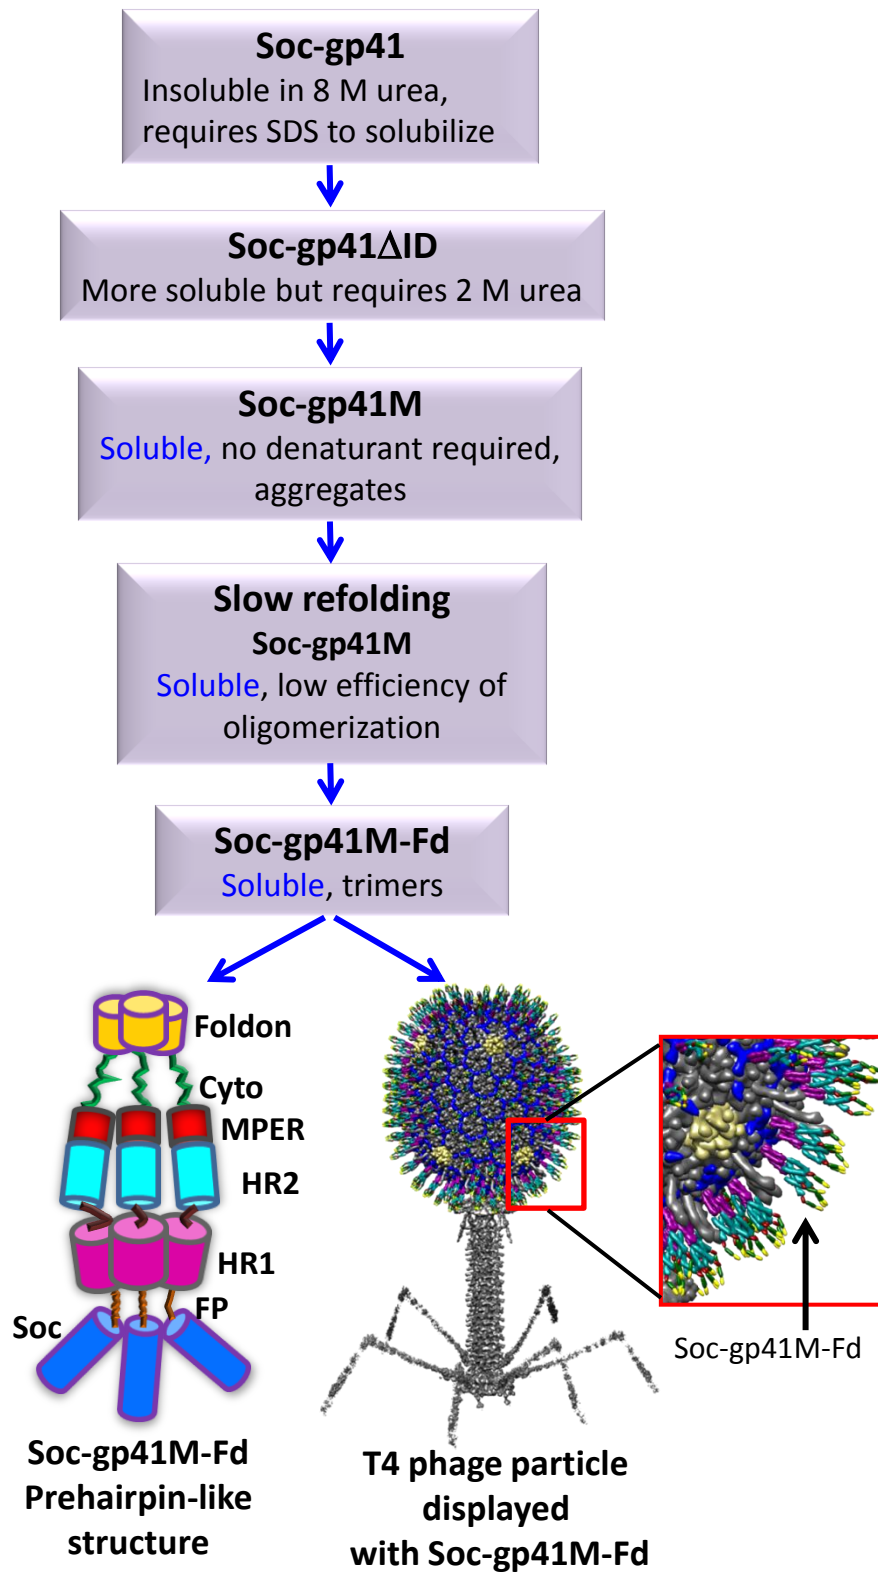 Soc-gp41
Insoluble in 8 M urea,
requires SDS to solubilize
Soc-gp41ΔID
More soluble but requires 2 M urea
Soc-gp41M
Soluble, no denaturant required,
aggregates
Slow refolding
Soc-gp41M
Soluble, low efficiency of
oligomerization
Soc-gp41M-Fd
Soluble, trimers
Foldon
Cyto
MPER
HR2
HR1
FP
Soc
Soc-gp41M-Fd
Prehairpin-like
structure
T4 phage particle
displayed
with Soc-gp41M-Fd
Soc-gp41M-Fd